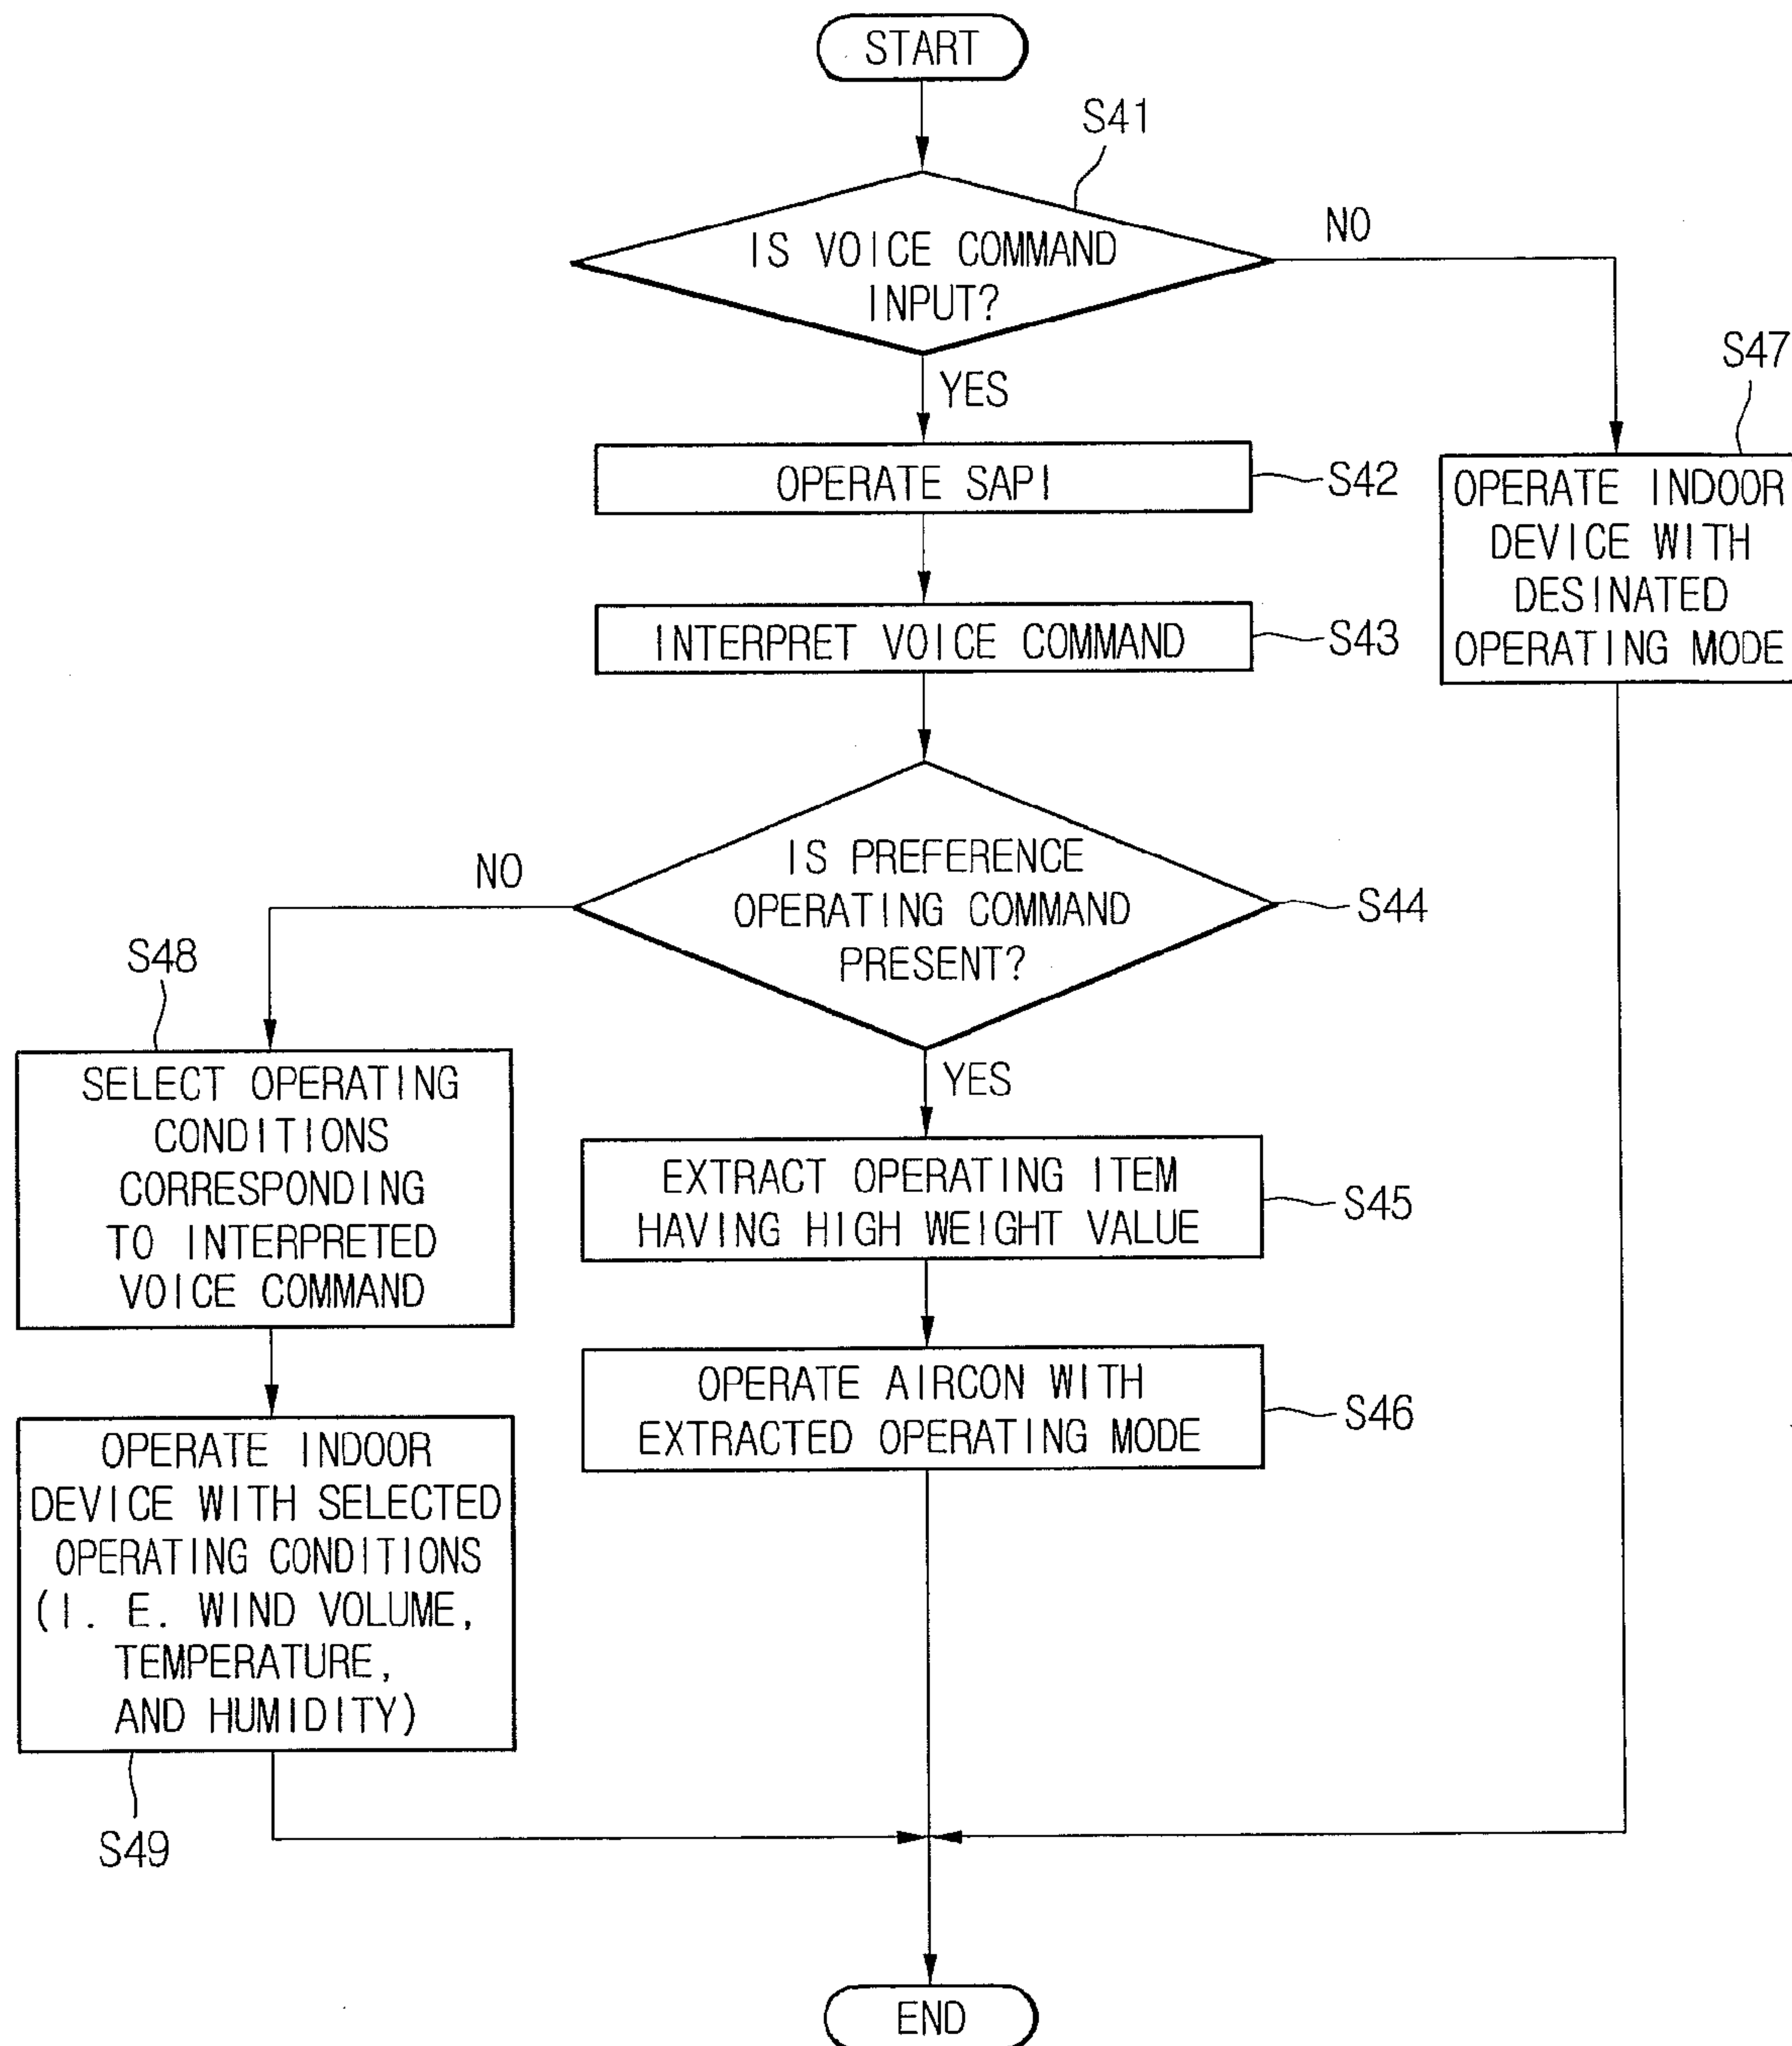 START
S41
IS VOICE COMMAND
INPUT?
NO
YES
S47
OPERATE SAPI
S42
OPERATE INDOOR
DEVICE WITH
DESINATED
OPERATING MODE
INTERPRET VOICE COMMAND
S43
IS PREFERENCE
OPERATING COMMAND
PRESENT?
S44
NO
YES
S48
SELECT OPERATING
CONDITIONS
CORRESPONDING
TO INTERPRETED
VOICE COMMAND
EXTRACT OPERATING ITEM
HAVING HIGH WEIGHT VALUE
S45
OPERATE AIRCON WITH
EXTRACTED OPERATING MODE
S46
OPERATE INDOOR
DEVICE WITH SELECTED
OPERATING CONDITIONS
(I. E. WIND VOLUME,
TEMPERATURE,
AND HUMIDITY)
S49
END